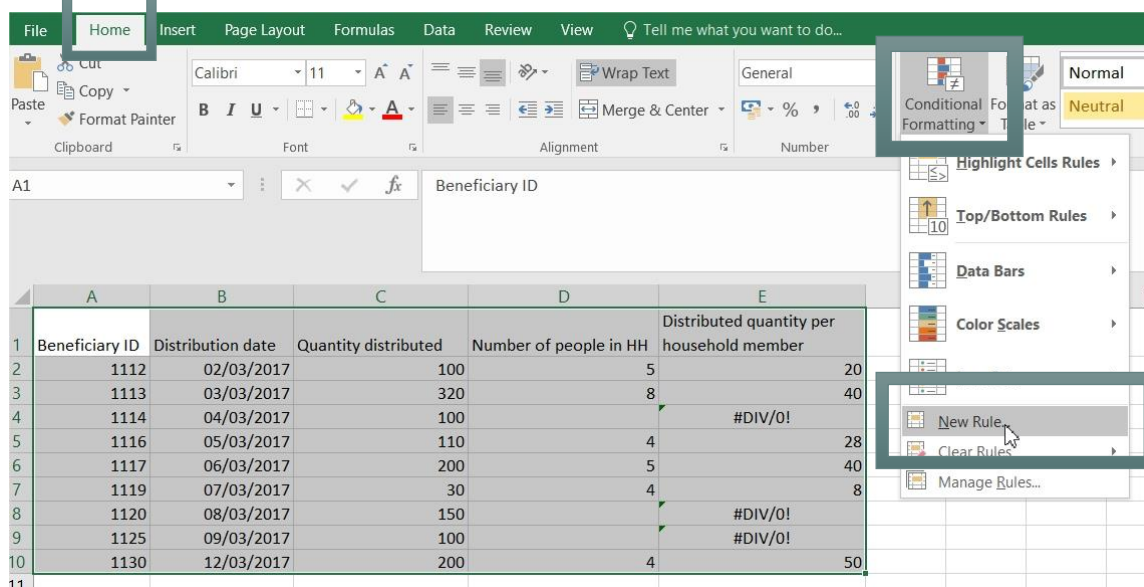 File Home Insert Page Layout Formulas Data Review View Tell me what you want to do...
Cut
Copy
Format Painter
Paste
Calibri 11 A A
B I U A
Wrap Text
Merge & Center
General
% , .0 .00
Conditional Formatting
Format as Table
Normal
Neutral
Clipboard Font Alignment Number
A1 fx Beneficiary ID
Highlight Cells Rules
Top/Bottom Rules
10
Data Bars
Color Scales
New Rule...
Clear Rules
Manage Rules...
A B C D E
1 Beneficiary ID Distribution date Quantity distributed Number of people in HH Distributed quantity per household member
2 1112 02/03/2017 100 5 20
3 1113 03/03/2017 320 8 40
4 1114 04/03/2017 100 #DIV/0!
5 1116 05/03/2017 110 4 28
6 1117 06/03/2017 200 5 40
7 1119 07/03/2017 30 4 8
8 1120 08/03/2017 150 #DIV/0!
9 1125 09/03/2017 100 #DIV/0!
10 1130 12/03/2017 200 4 50
11